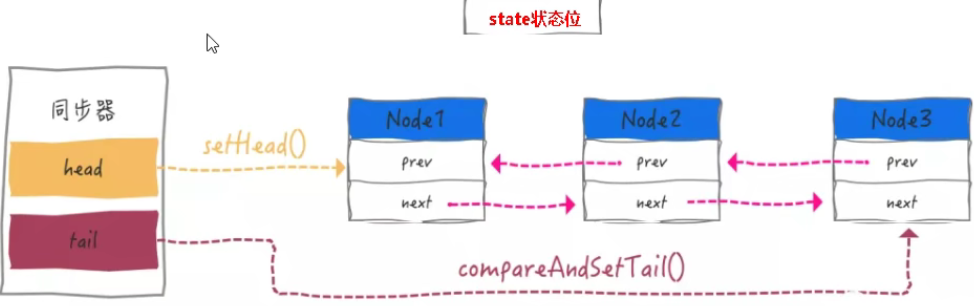 state状态位
同步器
head
tail
setHead()
Node1
prev
next
Node2
prev
next
Node3
prev
next
compareAndSetTail()